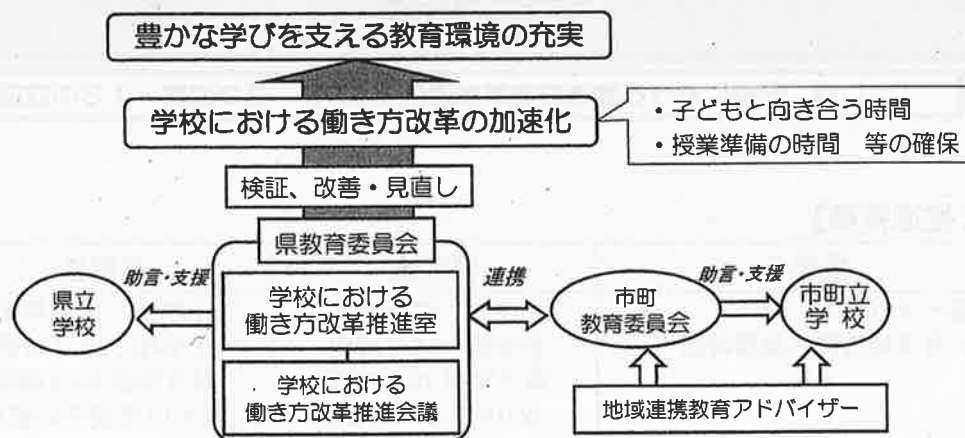 豊かな学びを支える教育環境の充実
学校における働き方改革の加速化
・子どもと向き合う時間
・授業準備の時間　等の確保
検証、改善・見直し
県教育委員会
学校における
働き方改革推進室
学校における
働き方改革推進会議
助言・支援
県立
学校
連携
市町
教育委員会
助言・支援
市町立
学 校
地域連携教育アドバイザー